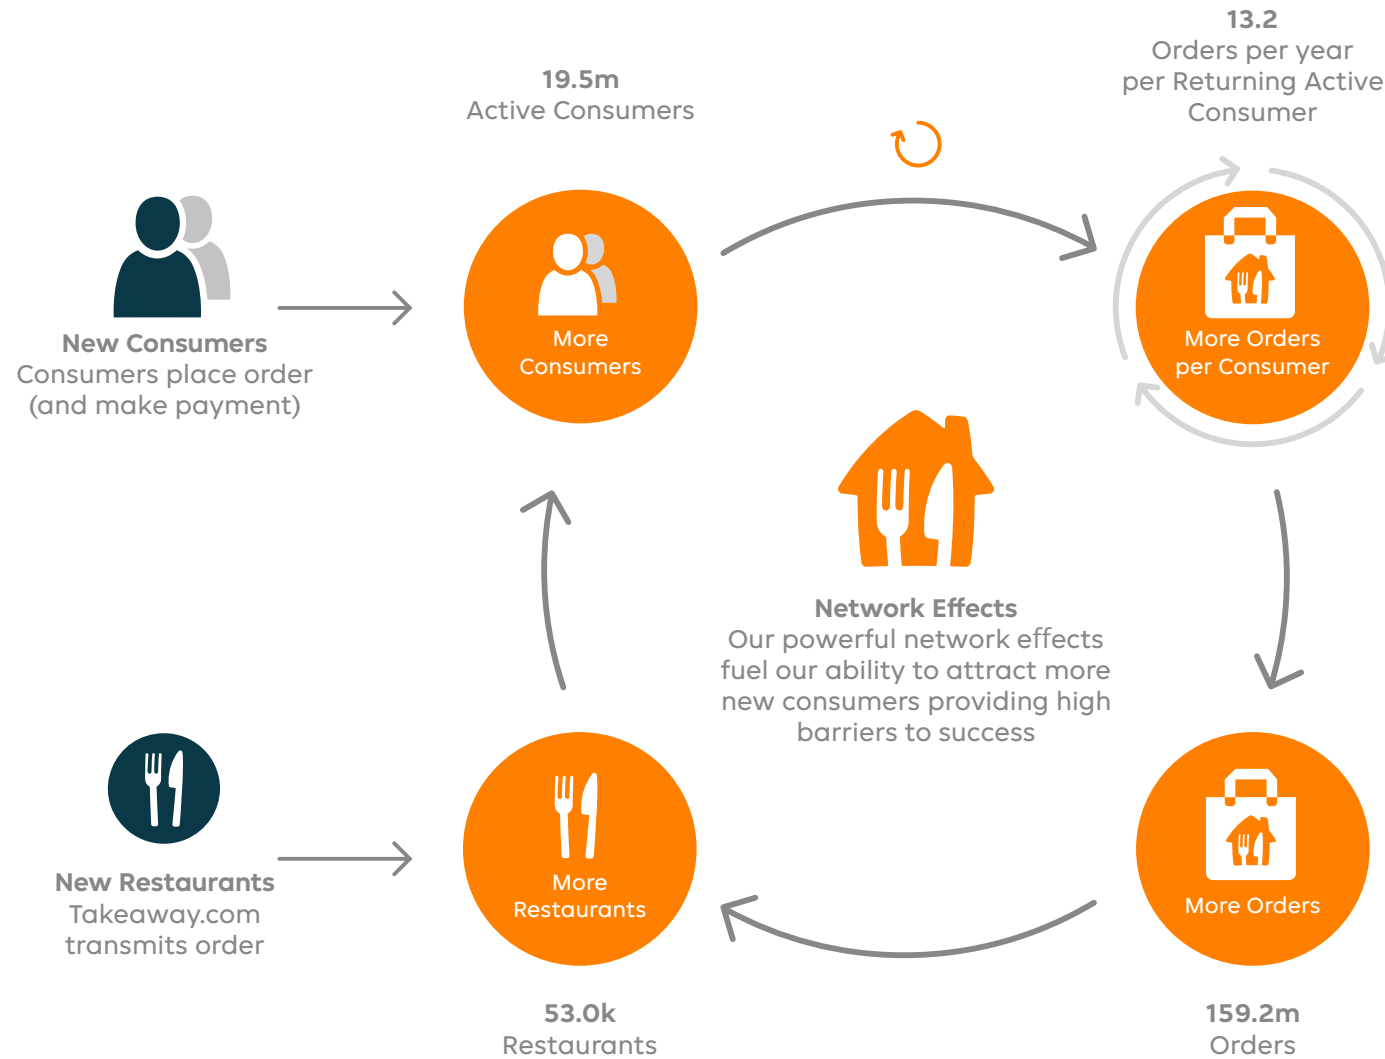 13.2
Orders per year
per Returning Active
Consumer
19.5m
Active Consumers
New Consumers
Consumers place order
(and make payment)
More
Consumers
More Orders
per Consumer
Network Effects
Our powerful network effects
fuel our ability to attract more
new consumers providing high
barriers to success
New Restaurants
Takeaway.com
transmits order
More
Restaurants
More Orders
53.0k
Restaurants
159.2m
Orders